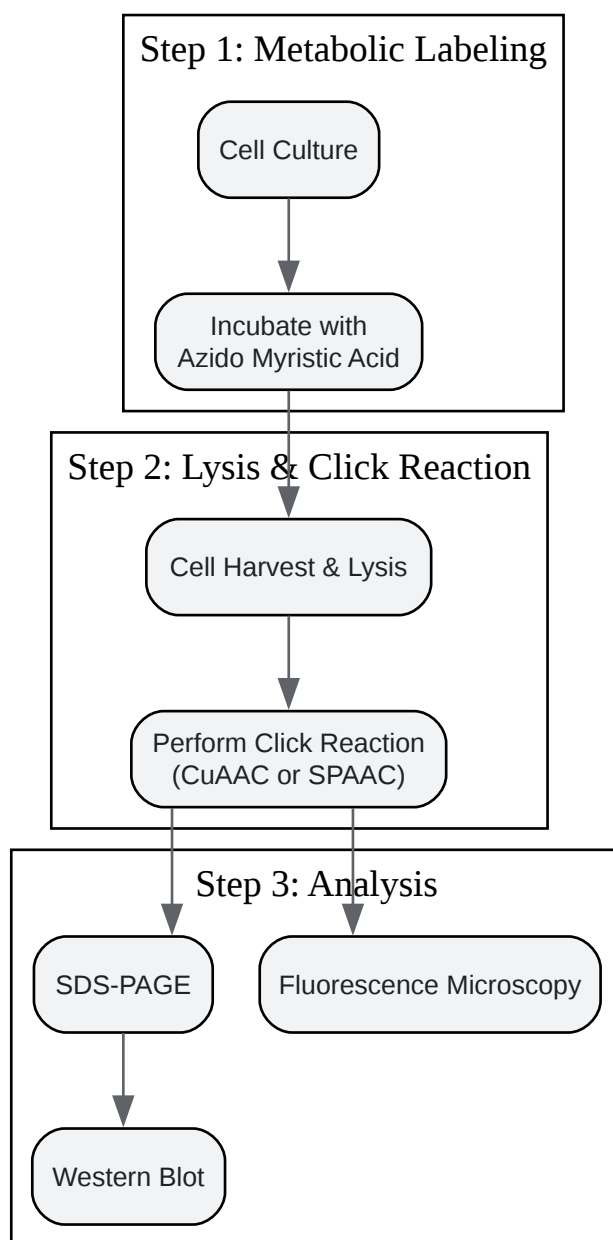 Step 1: Metabolic Labeling
Cell Culture
Incubate with
Azido Myristic Acid
Step 2: Lysis & Click Reaction
Cell Harvest & Lysis
Perform Click Reaction
(CuAAC or SPAAC)
Step 3: Analysis
SDS-PAGE
Fluorescence Microscopy
Western Blot